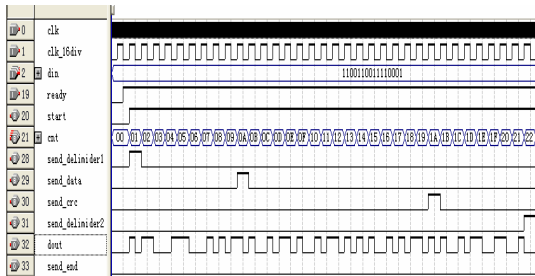 0 clk
1 clk_16div
2 din 1100110011110001
19 ready
20 start
21 cnt 00 01 02 03 04 05 06 07 08 09 0A 0B 0C 0D 0E 0F 10 11 12 13 14 15 16 17 18 19 1A 1B 1C 1D 1E 1F 20 21 22
28 send_delimider1
29 send_data
30 send_crc
31 send_delimider2
32 dout
33 send_end